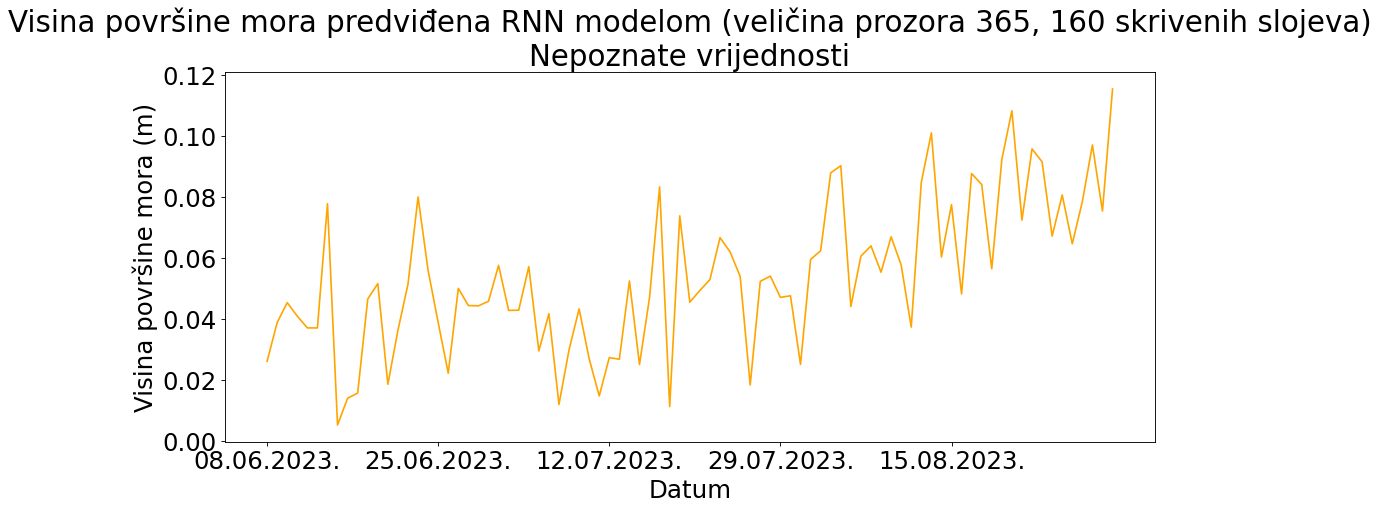 Visina površine mora predviđena RNN modelom (veličina prozora 365, 160 skrivenih slojeva)
Nepoznate vrijednosti
Visina površine mora (m)
0.12
0.10
0.08
0.06
0.04
0.02
0.00
08.06.2023. 25.06.2023. 12.07.2023. 29.07.2023. 15.08.2023.
Datum